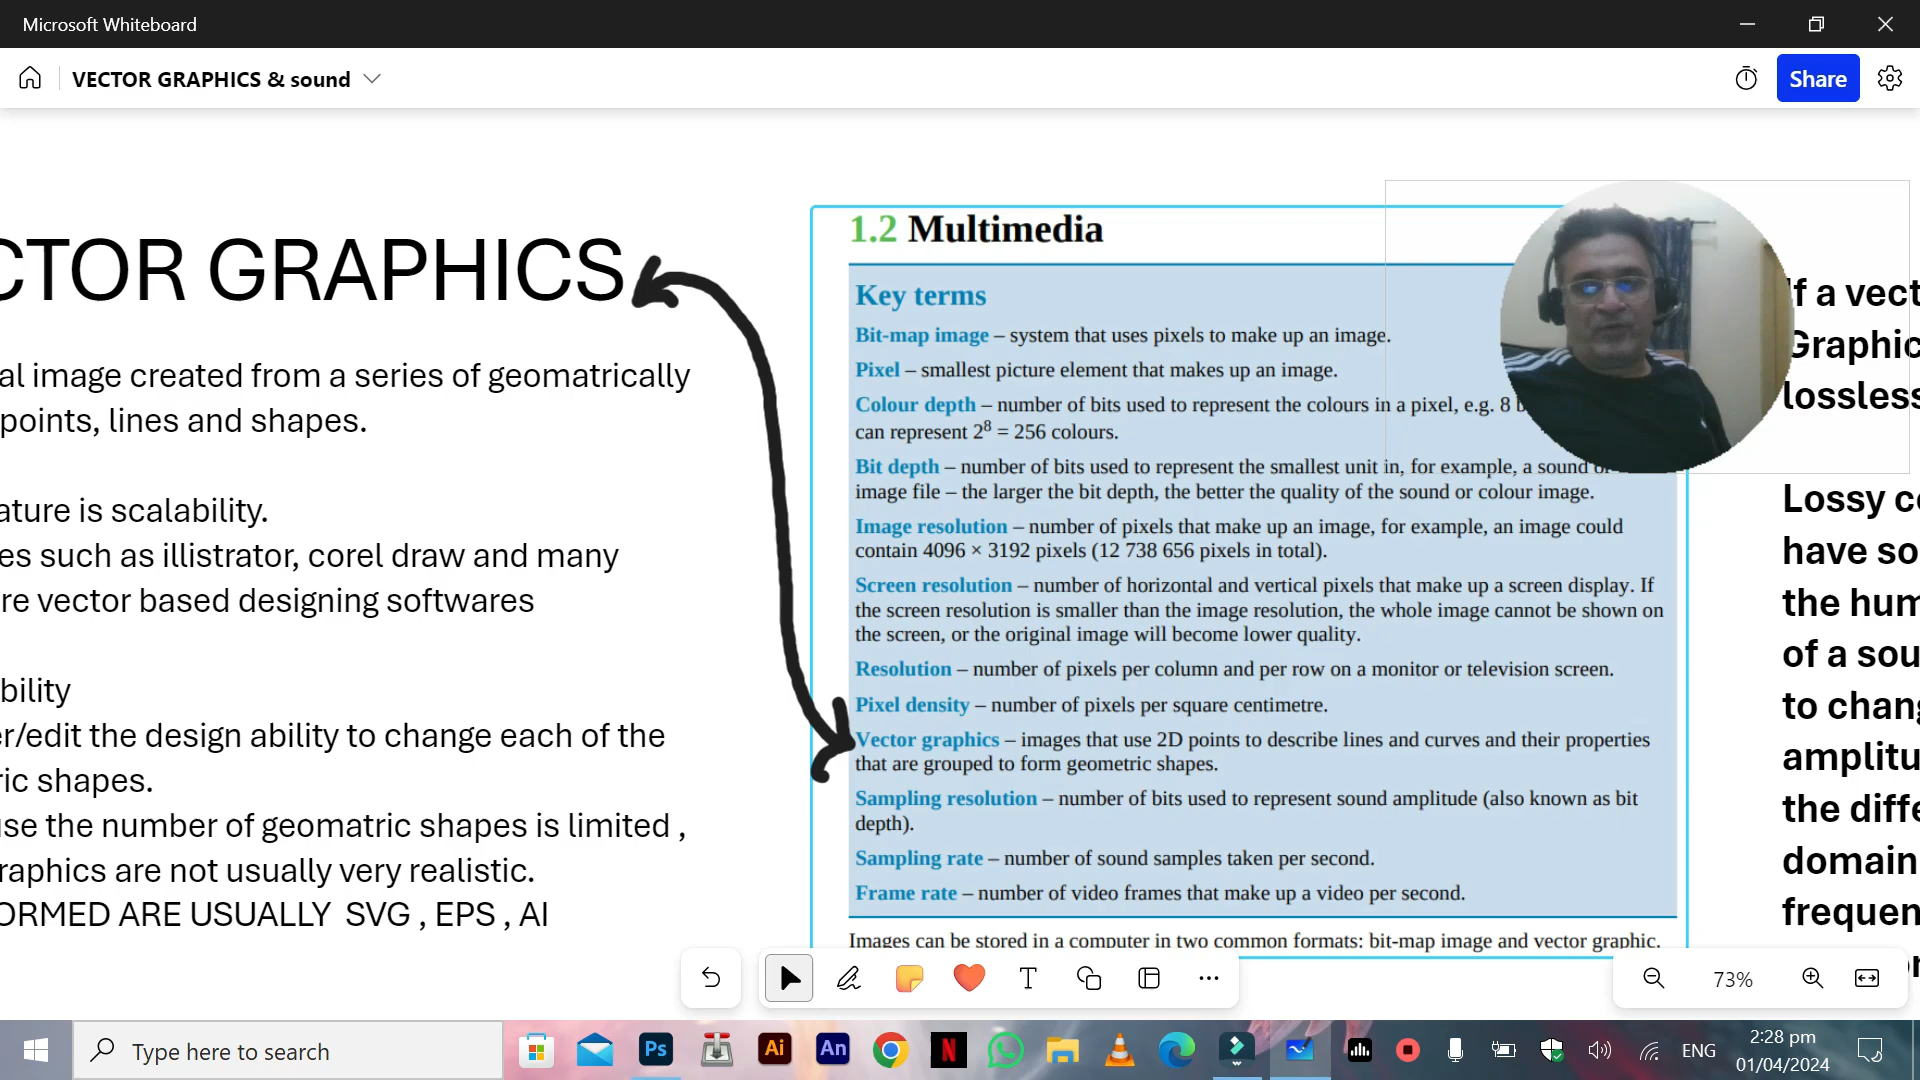 Microsoft Whiteboard
VECTOR GRAPHICS & sound
Share
CTOR GRAPHICS
al image created from a series of geomatrically
points, lines and shapes.
ature is scalability.
es such as illistrator, corel draw and many
re vector based designing softwares
bility
er/edit the design ability to change each of the
ric shapes.
use the number of geomatric shapes is limited ,
raphics are not usually very realistic.
ORMED ARE USUALLY SVG , EPS , AI
1.2 Multimedia
Key terms
Bit-map image – system that uses pixels to make up an image.
Pixel – smallest picture element that makes up an image.
Colour depth – number of bits used to represent the colours in a pixel, e.g. 8 b
can represent 2⁸ = 256 colours.
Bit depth – number of bits used to represent the smallest unit in, for example, a sound or
image file – the larger the bit depth, the better the quality of the sound or colour image.
Image resolution – number of pixels that make up an image, for example, an image could
contain 4096 × 3192 pixels (12 738 656 pixels in total).
Screen resolution – number of horizontal and vertical pixels that make up a screen display. If
the screen resolution is smaller than the image resolution, the whole image cannot be shown on
the screen, or the original image will become lower quality.
Resolution – number of pixels per column and per row on a monitor or television screen.
Pixel density – number of pixels per square centimetre.
Vector graphics – images that use 2D points to describe lines and curves and their properties
that are grouped to form geometric shapes.
Sampling resolution – number of bits used to represent sound amplitude (also known as bit
depth).
Sampling rate – number of sound samples taken per second.
Frame rate – number of video frames that make up a video per second.
Images can be stored in a computer in two common formats: bit-map image and vector graphic.
If a vect
Graphic
lossless
Lossy co
have so
the hum
of a sou
to chang
amplitu
the diffe
domain
frequen
73%
Type here to search
Ps
Ai
An
N
ENG
2:28 pm
01/04/2024